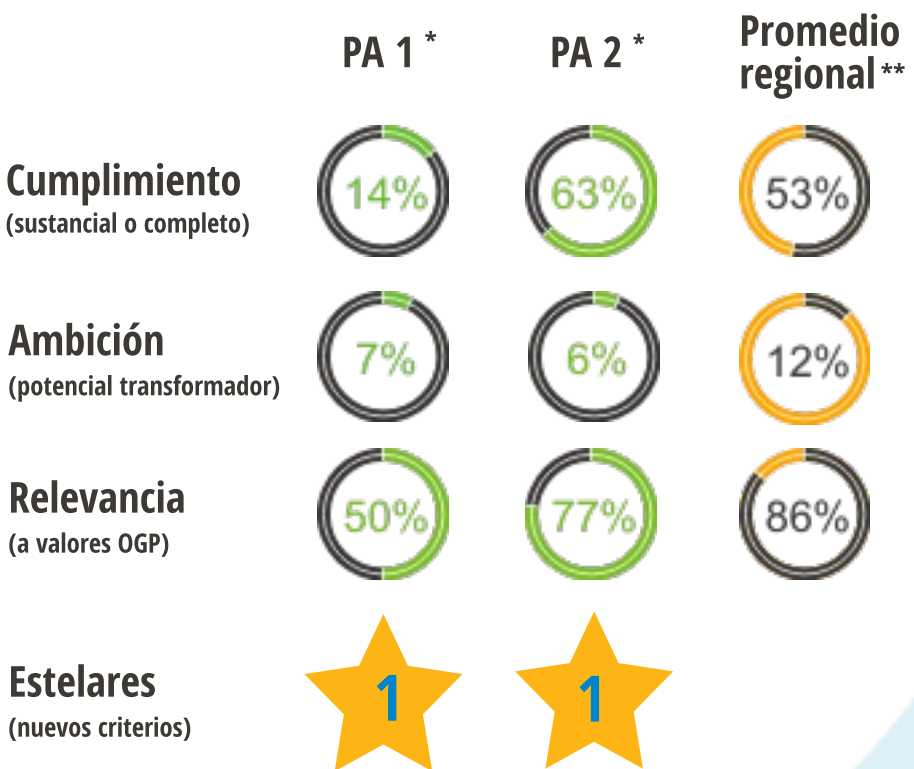 PA 1 * PA 2 * Promedio
regional **
Cumplimiento
(sustancial o completo)
14% 63% 53%
Ambición
(potencial transformador)
7% 6% 12%
Relevancia
(a valores OGP)
50% 77% 86%
Estelares
(nuevos criterios)
1 1